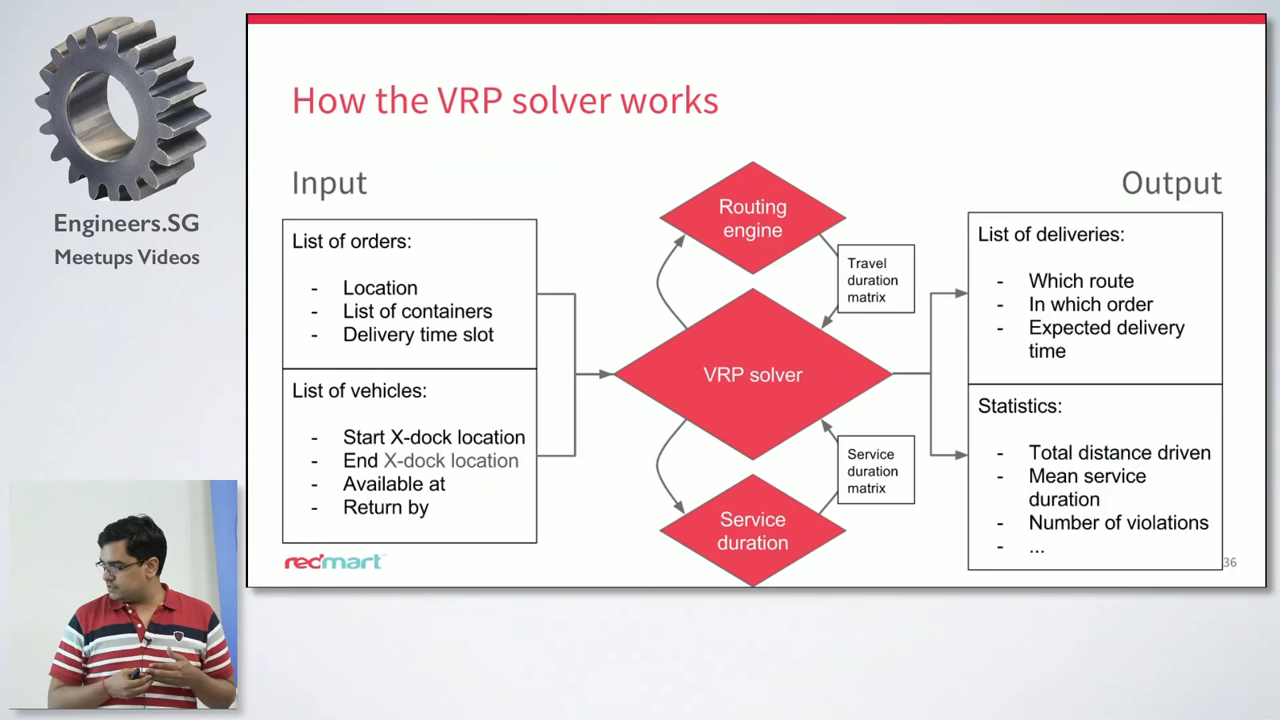 Engineers.SG
Meetups Videos
How the VRP solver works
Input
Output
List of orders:
- Location
- List of containers
- Delivery time slot
List of vehicles:
- Start X-dock location
- End X-dock location
- Available at
- Return by
Routing
engine
Travel
duration
matrix
VRP solver
Service
duration
matrix
Service
duration
List of deliveries:
- Which route
- In which order
- Expected delivery
time
Statistics:
- Total distance driven
- Mean service
duration
- Number of violations
- ...
redmart
36